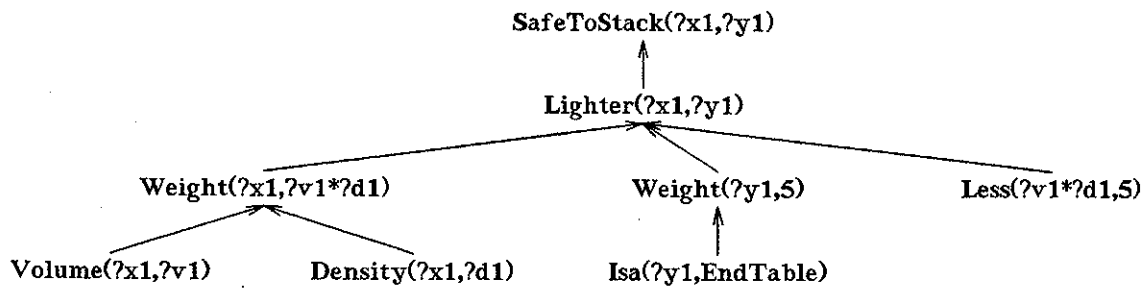 SafeToStack(?x1,?y1)
Lighter(?x1,?y1)
Weight(?x1,?v1*?d1) Weight(?y1,5) Less(?v1*?d1,5)
Volume(?x1,?v1) Density(?x1,?d1) Isa(?y1,EndTable)